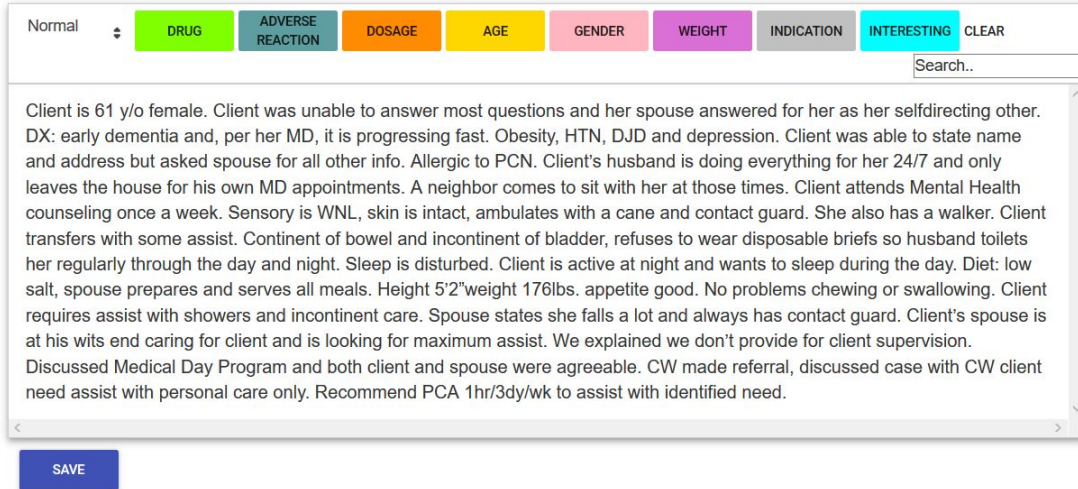 Normal DRUG ADVERSE REACTION DOSAGE AGE GENDER WEIGHT INDICATION INTERESTING CLEAR
Search..
Client is 61 y/o female. Client was unable to answer most questions and her spouse answered for her as her selfdirecting other.
DX: early dementia and, per her MD, it is progressing fast. Obesity, HTN, DJD and depression. Client was able to state name
and address but asked spouse for all other info. Allergic to PCN. Client’s husband is doing everything for her 24/7 and only
leaves the house for his own MD appointments. A neighbor comes to sit with her at those times. Client attends Mental Health
counseling once a week. Sensory is WNL, skin is intact, ambulates with a cane and contact guard. She also has a walker. Client
transfers with some assist. Continent of bowel and incontinent of bladder, refuses to wear disposable briefs so husband toilets
her regularly through the day and night. Sleep is disturbed. Client is active at night and wants to sleep during the day. Diet: low
salt, spouse prepares and serves all meals. Height 5’2”weight 176lbs. appetite good. No problems chewing or swallowing. Client
requires assist with showers and incontinent care. Spouse states she falls a lot and always has contact guard. Client’s spouse is
at his wits end caring for client and is looking for maximum assist. We explained we don’t provide for client supervision.
Discussed Medical Day Program and both client and spouse were agreeable. CW made referral, discussed case with CW client
need assist with personal care only. Recommend PCA 1hr/3dy/wk to assist with identified need.
SAVE